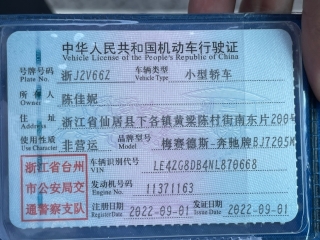 中华人民共和国机动车行驶证
Vehicle License of the People's Republic of China
号牌号码 浙J2V66Z 车辆类型 小型轿车
Plate No. Vehicle Type
所有人 陈佳妮
Owner
住址 浙江省仙居县下各镇黄梁陈村街南东片200号
Address
使用性质 非营运 品牌型号 梅赛德斯-奔驰牌BJ7205M
Use Character Model
浙江省台州 车辆识别代号 LE4ZG8DB4NL870668
VIN
市公安局交 发动机号码 11371163
Engine No.
通警察支队 注册日期 2022-09-01 发证日期 2022-09-01
Register Date Issue Date